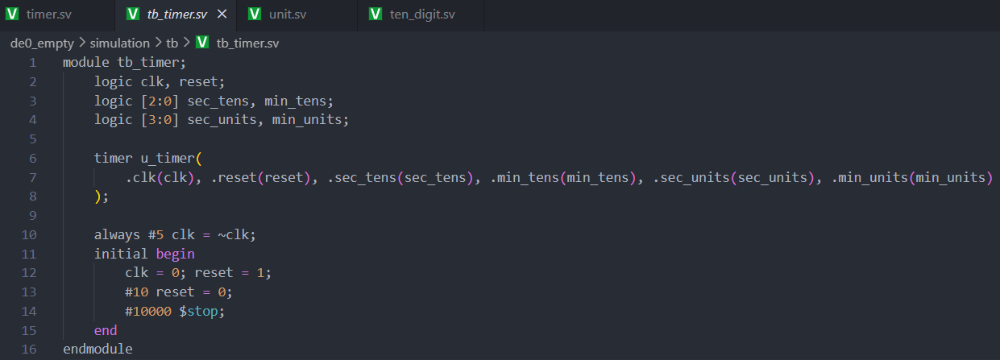 timer.sv tb_timer.sv unit.sv ten_digit.sv
de0_empty > simulation > tb > tb_timer.sv
1 module tb_timer;
2 logic clk, reset;
3 logic [2:0] sec_tens, min_tens;
4 logic [3:0] sec_units, min_units;
5
6 timer u_timer(
7 .clk(clk), .reset(reset), .sec_tens(sec_tens), .min_tens(min_tens), .sec_units(sec_units), .min_units(min_units)
8 );
9
10 always #5 clk = ~clk;
11 initial begin
12 clk = 0; reset = 1;
13 #10 reset = 0;
14 #10000 $stop;
15 end
16 endmodule